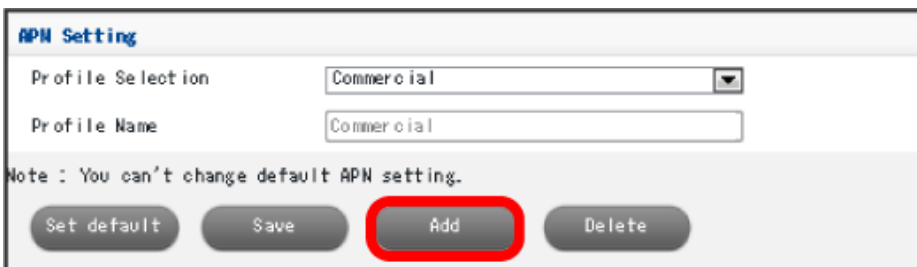 APN Setting
Profile Selection Commercial
Profile Name Commercial
Note : You can't change default APN setting.
Set default Save Add Delete